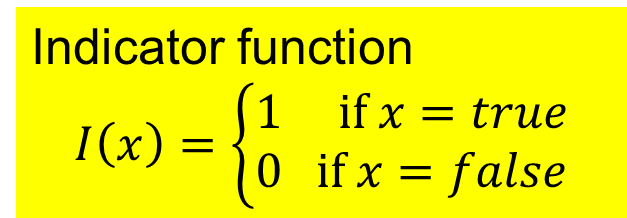 Indicator function
I(x) = {1 if x = true
0 if x = false